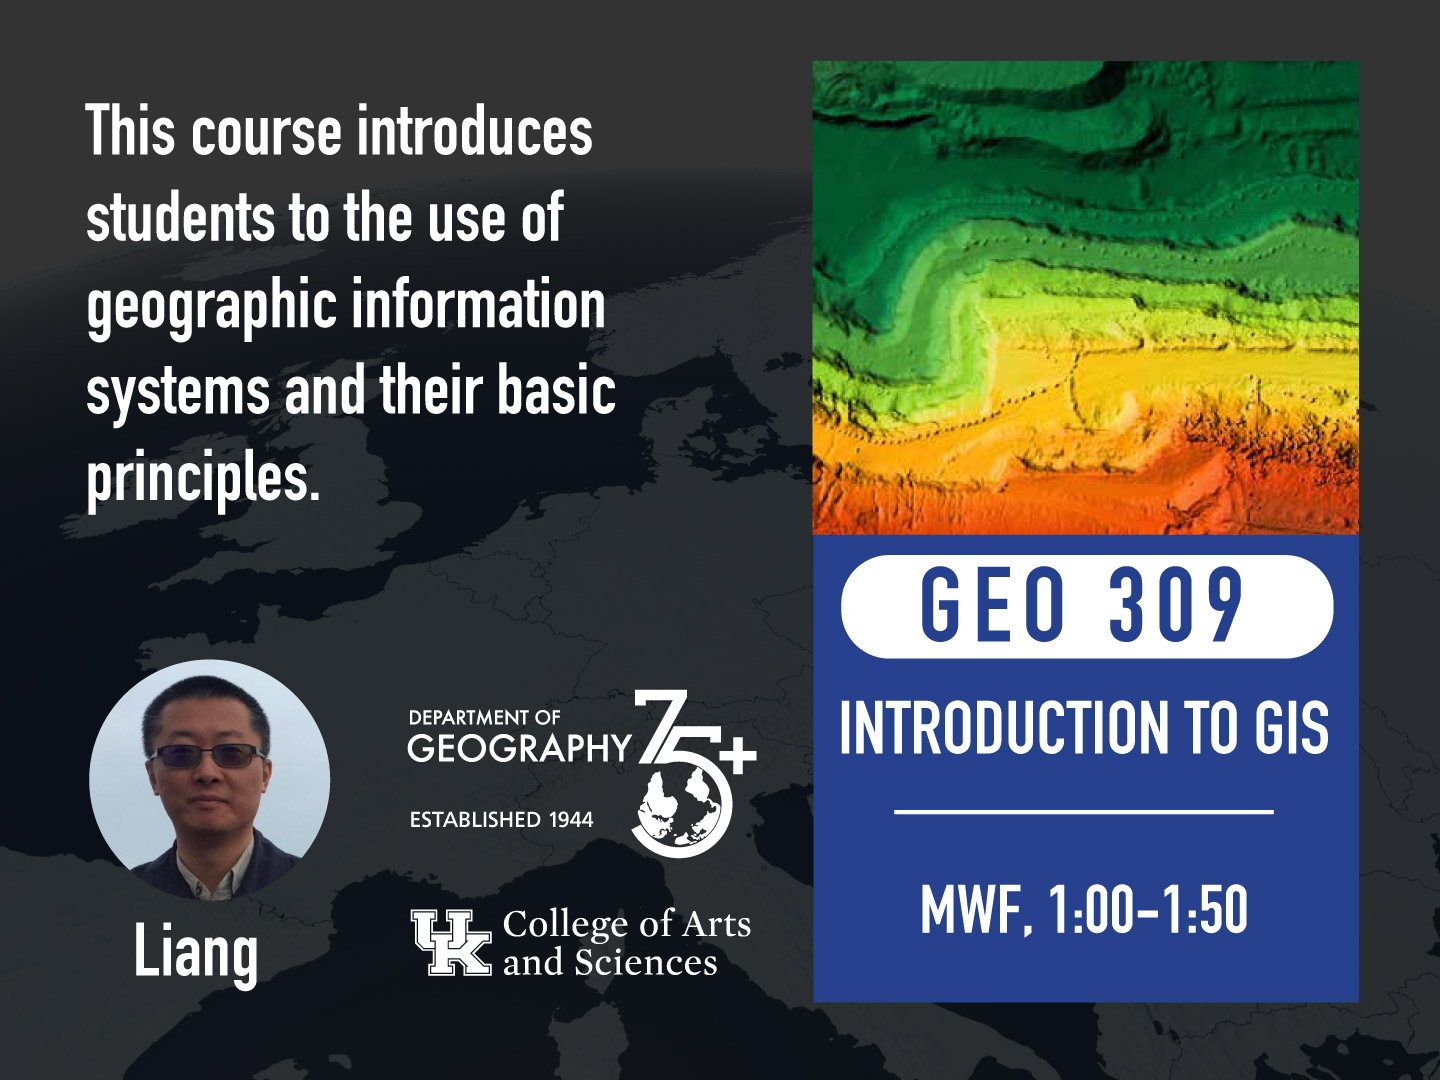 This course introduces
students to the use of
geographic information
systems and their basic
principles.
Liang
DEPARTMENT OF
GEOGRAPHY
75+
ESTABLISHED 1944
UK
College of Arts
and Sciences
GEO 309
INTRODUCTION TO GIS
MWF, 1:00-1:50